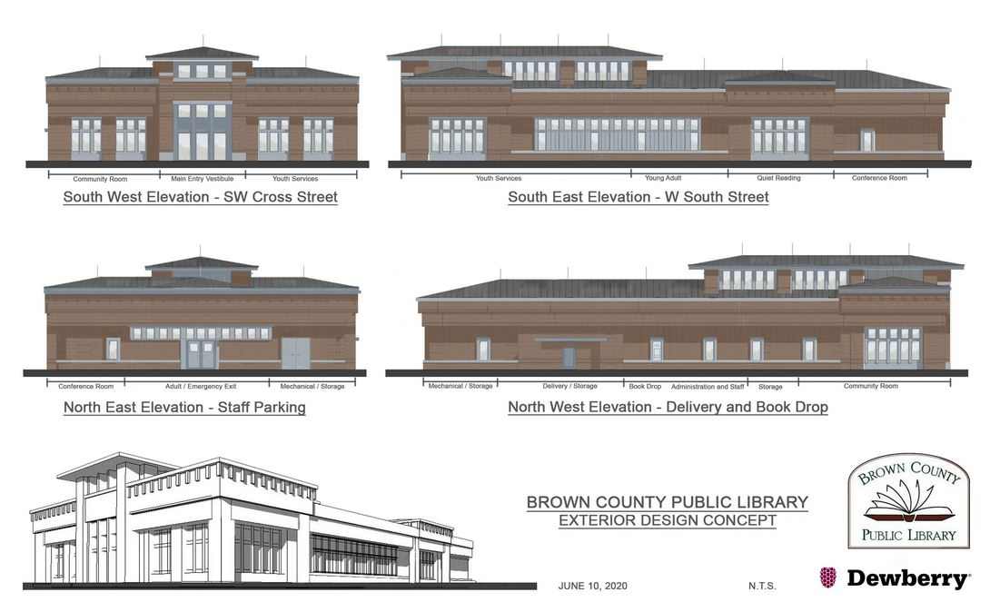 Community Room
Main Entry Vestibule
Youth Services
South West Elevation - SW Cross Street
Youth Services
Young Adult
Quiet Reading
Conference Room
South East Elevation - W South Street
Conference Room
Adult / Emergency Exit
Mechanical / Storage
North East Elevation - Staff Parking
Mechanical / Storage
Delivery / Storage
Book Drop
Administration and Staff
Storage
Community Room
North West Elevation - Delivery and Book Drop
BROWN COUNTY PUBLIC LIBRARY
EXTERIOR DESIGN CONCEPT
JUNE 10, 2020
N.T.S.
BROWN COUNTY
PUBLIC LIBRARY
Dewberry